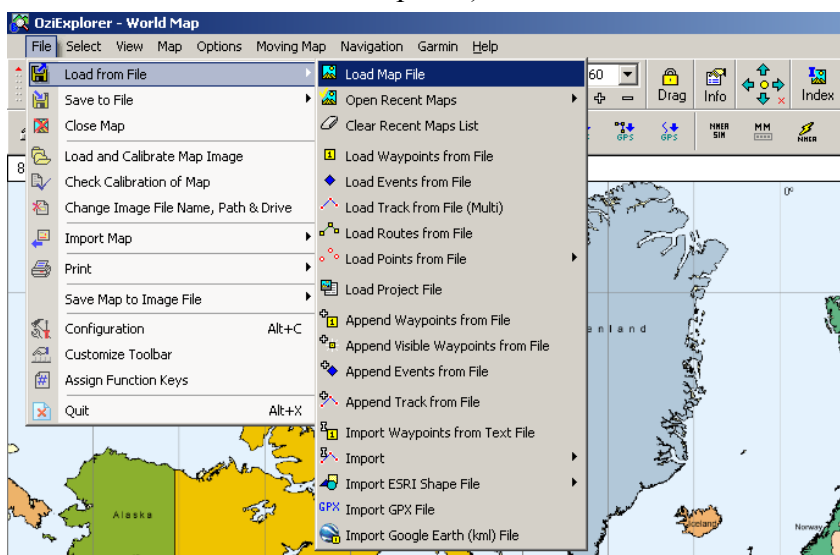 OziExplorer - World Map
File Select View Map Options Moving Map Navigation Garmin Help
Load from File
Save to File
Close Map
Load and Calibrate Map Image
Check Calibration of Map
Change Image File Name, Path & Drive
Import Map
Print
Save Map to Image File
Configuration Alt+C
Customize Toolbar
Assign Function Keys
Quit Alt+X
Load Map File
Open Recent Maps
Clear Recent Maps List
Load Waypoints from File
Load Events from File
Load Track from File (Multi)
Load Routes from File
Load Points from File
Load Project File
Append Waypoints from File
Append Visible Waypoints from File
Append Events from File
Append Track from File
Import Waypoints from Text File
Import
Import ESRI Shape File
GPX Import GPX File
Import Google Earth (kml) File
60
Drag Info Index
GPS GPS NMEA SIM MM NMEA
8
0°
enland
Alaska
Iceland
Norway